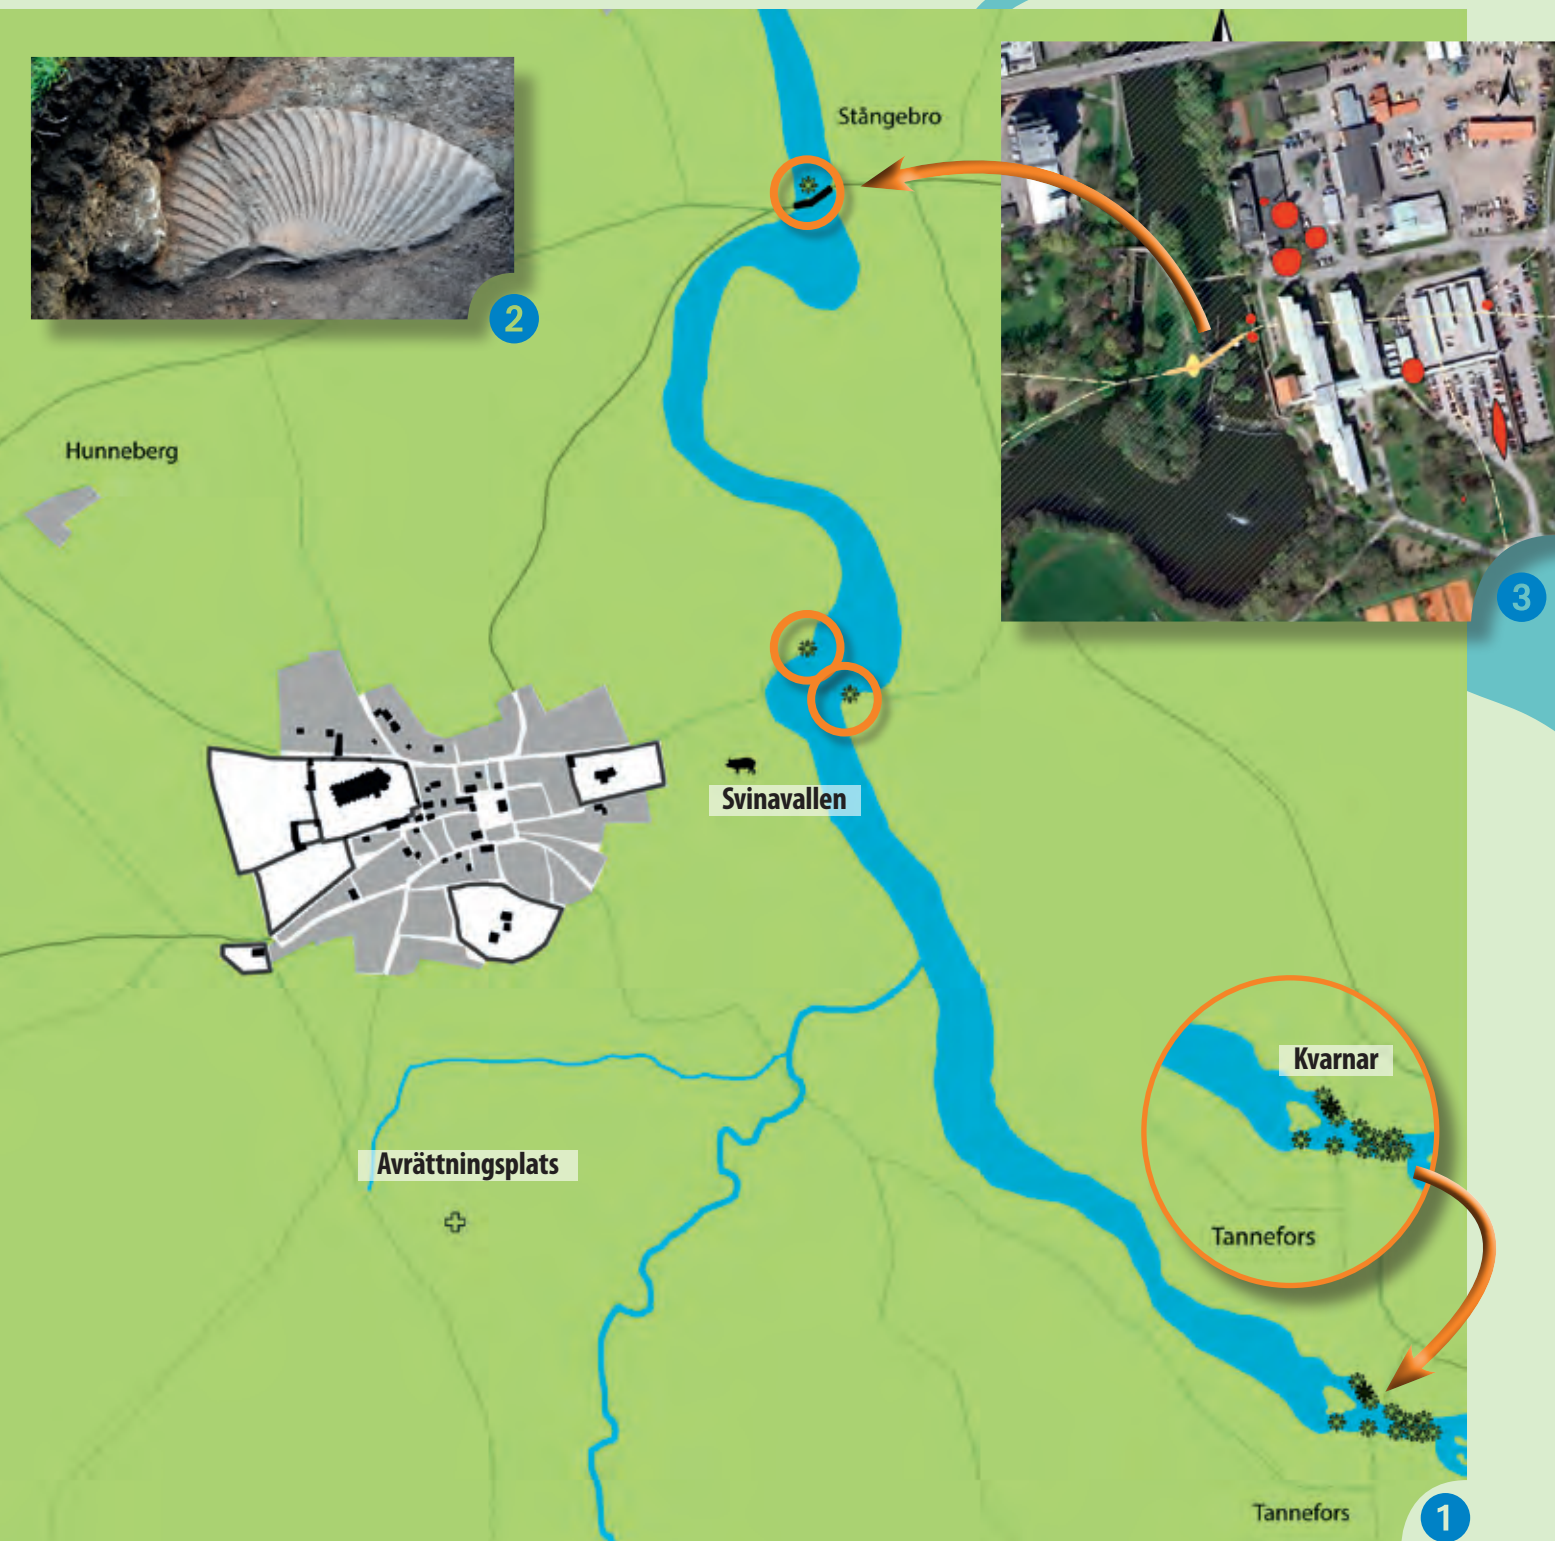 Stångebro
N
2
3
Hunneberg
Svinavallen
Kvarnar
Avrättningsplats
Tannefors
Tannefors
1